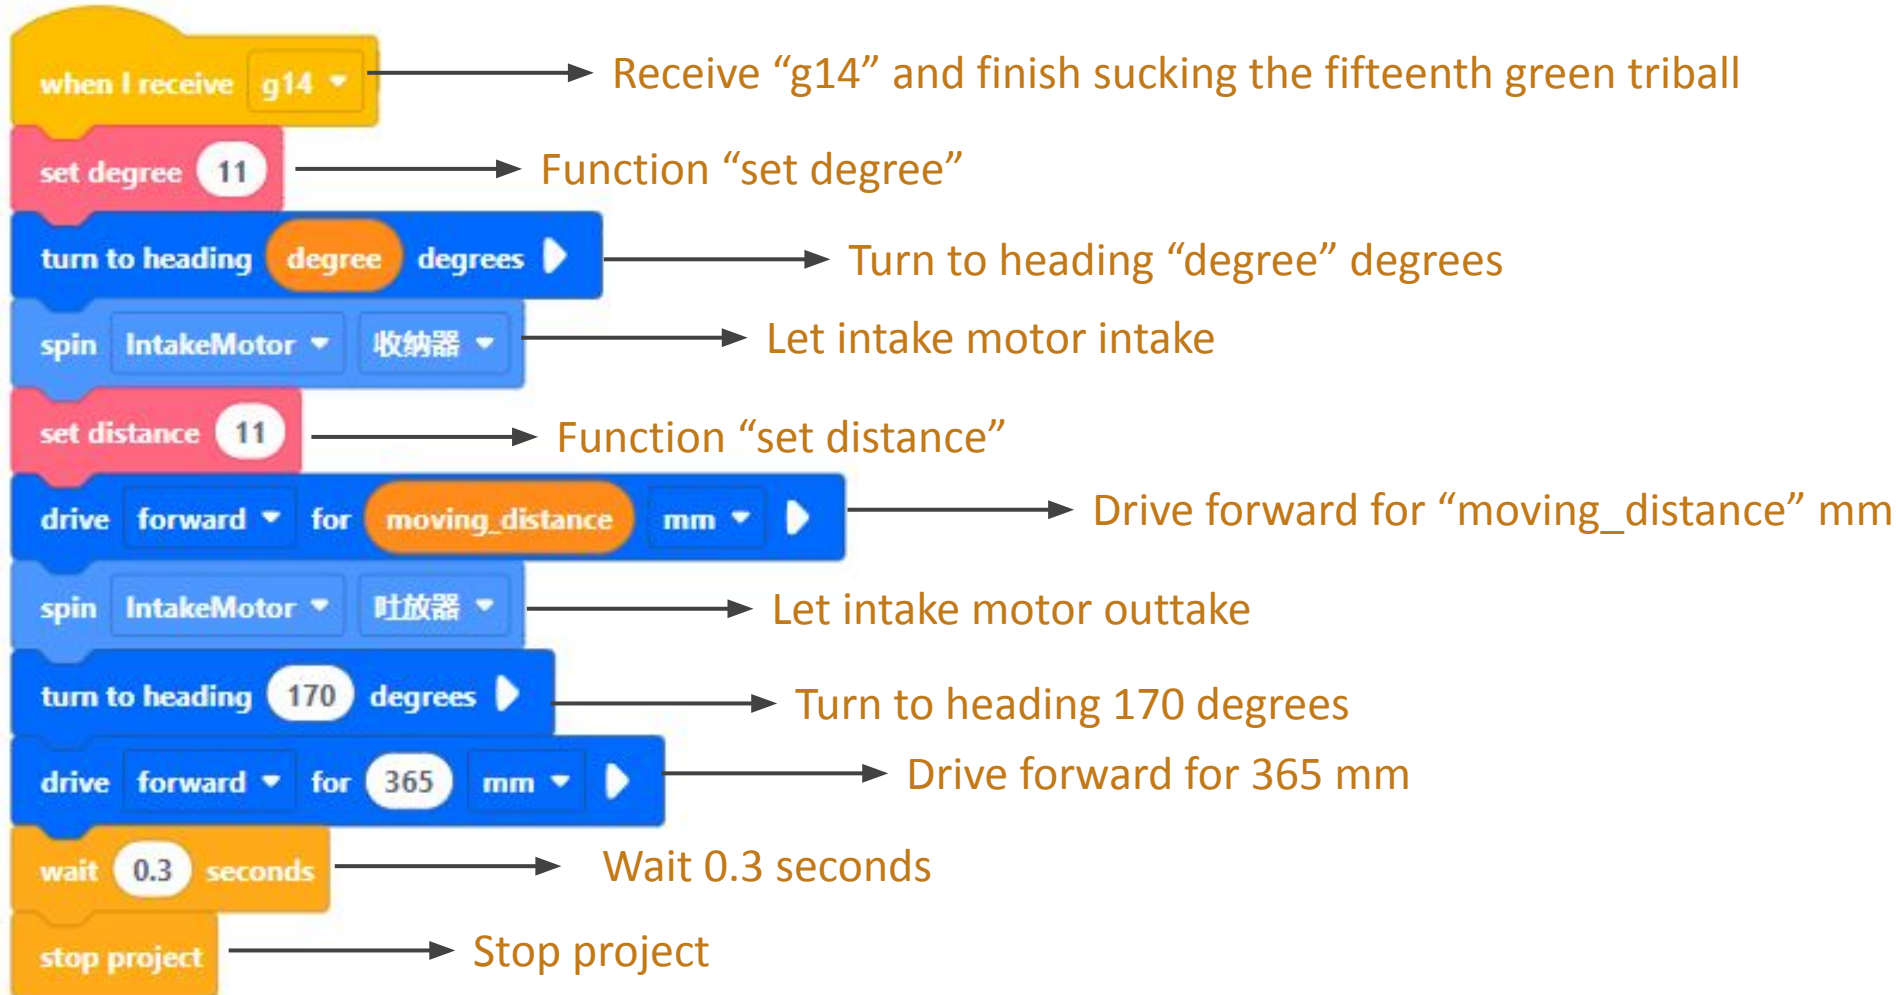 when I receive g14
Receive “g14” and finish sucking the fifteenth green triball
set degree 11
Function “set degree”
turn to heading degree degrees
Turn to heading “degree” degrees
spin IntakeMotor 收纳器
Let intake motor intake
set distance 11
Function “set distance”
drive forward for moving_distance mm
Drive forward for “moving_distance” mm
spin IntakeMotor 吐放器
Let intake motor outtake
turn to heading 170 degrees
Turn to heading 170 degrees
drive forward for 365 mm
Drive forward for 365 mm
wait 0.3 seconds
Wait 0.3 seconds
stop project
Stop project